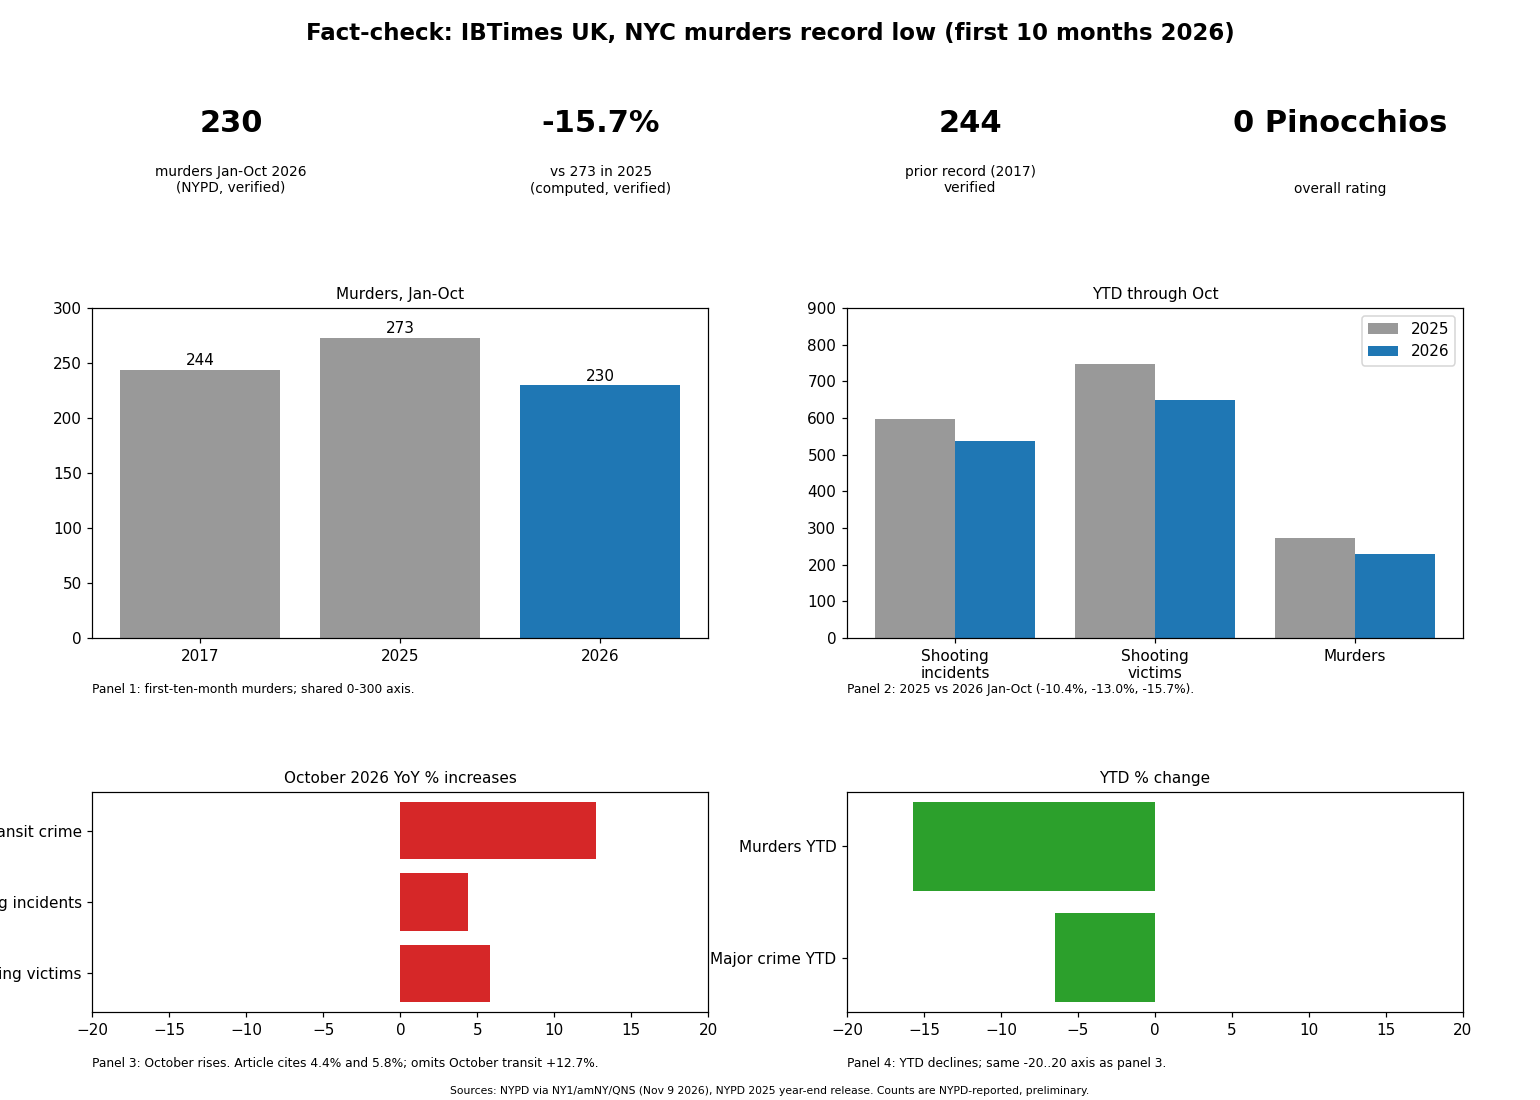 Fact-check: IBTimes UK, NYC murders record low (first 10 months 2026)
230
murders Jan-Oct 2026
(NYPD, verified)
-15.7%
vs 273 in 2025
(computed, verified)
244
prior record (2017)
verified
0 Pinocchios
overall rating
Murders, Jan-Oct
300
250
200
150
100
50
0
244
273
230
2017
2025
2026
Panel 1: first-ten-month murders; shared 0-300 axis.
YTD through Oct
900
800
700
600
500
400
300
200
100
0
2025
2026
Shooting
incidents
Shooting
victims
Murders
Panel 2: 2025 vs 2026 Jan-Oct (-10.4%, -13.0%, -15.7%).
October 2026 YoY % increases
ansit crime
g incidents
ing victims
−20
−15
−10
−5
0
5
10
15
20
Panel 3: October rises. Article cites 4.4% and 5.8%; omits October transit +12.7%.
YTD % change
Murders YTD
Major crime YTD
−20
−15
−10
−5
0
5
10
15
20
Panel 4: YTD declines; same -20..20 axis as panel 3.
Sources: NYPD via NY1/amNY/QNS (Nov 9 2026), NYPD 2025 year-end release. Counts are NYPD-reported, preliminary.